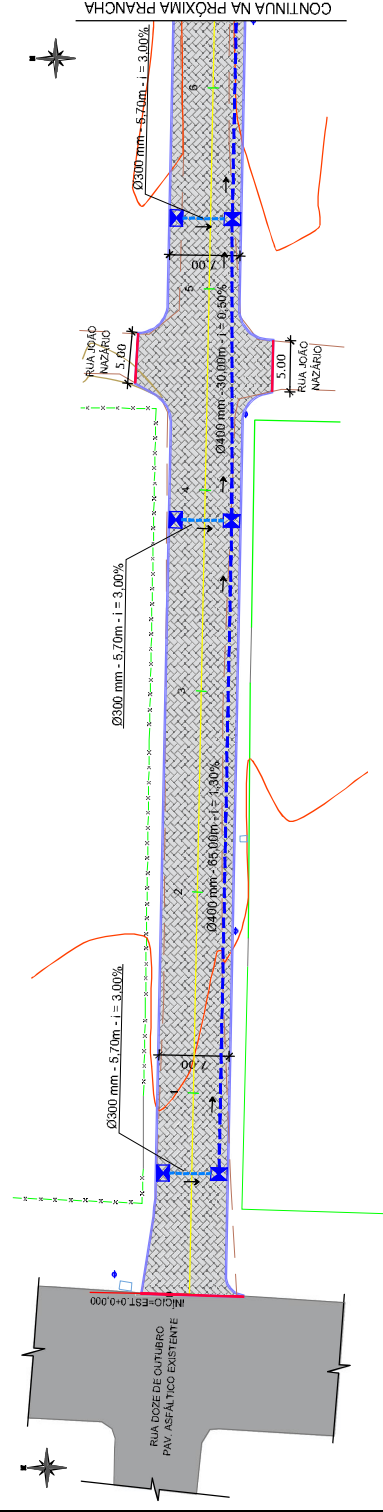 CONTINUA NA PRÓXIMA PRANCHA
Ø300 mm - 5,70m - i = 3,00%
6
7.00
5
RUA JOÃO
NAZÁRIO
5.00
5.00
RUA JOÃO
NAZÁRIO
Ø400 mm - 30,00m - i = 0,50%
4
Ø300 mm - 5,70m - i = 3,00%
3
Ø400 mm - 65,00m - i = 1,30%
2
Ø300 mm - 5,70m - i = 3,00%
7.00
1
0
INÍCIO=EST.0+0,000
RUA DOZE DE OUTUBRO
PAV. ASFÁLTICO EXISTENTE